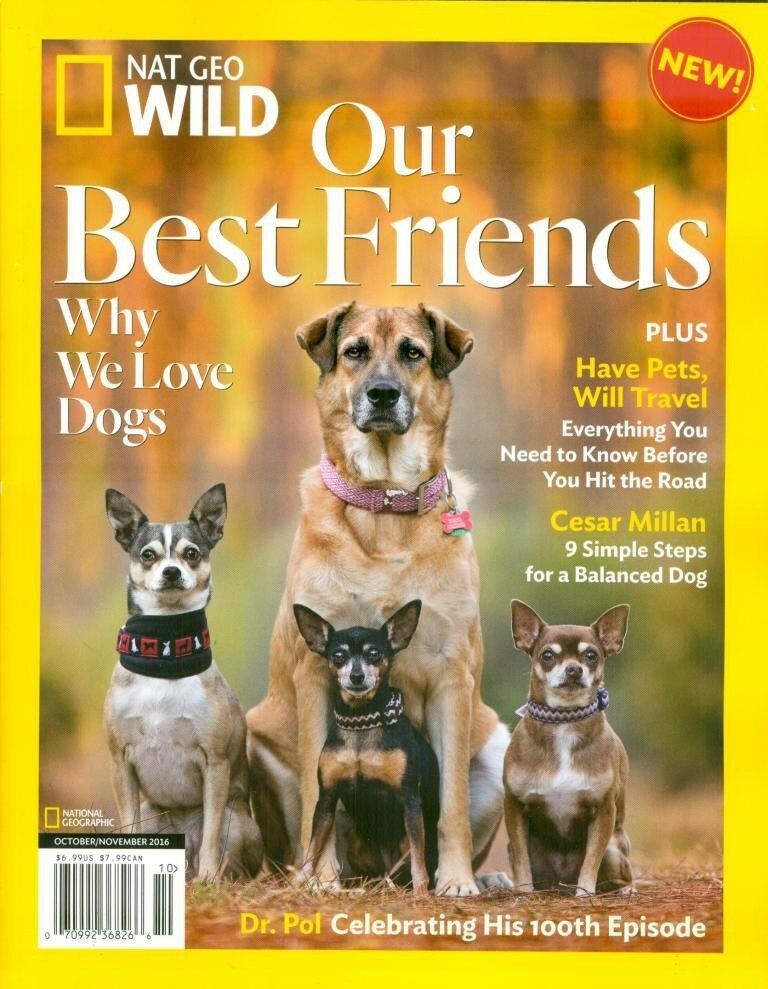 NAT GEO
WILD
NEW!
Our
Best Friends
Why
We Love
Dogs
PLUS
Have Pets,
Will Travel
Everything You
Need to Know Before
You Hit the Road
Cesar Millan
9 Simple Steps
for a Balanced Dog
NATIONAL
GEOGRAPHIC
OCTOBER/NOVEMBER 2016
$6.99US $7.99CAN
10>
0 70992 36826 6
Dr. Pol Celebrating His 100th Episode